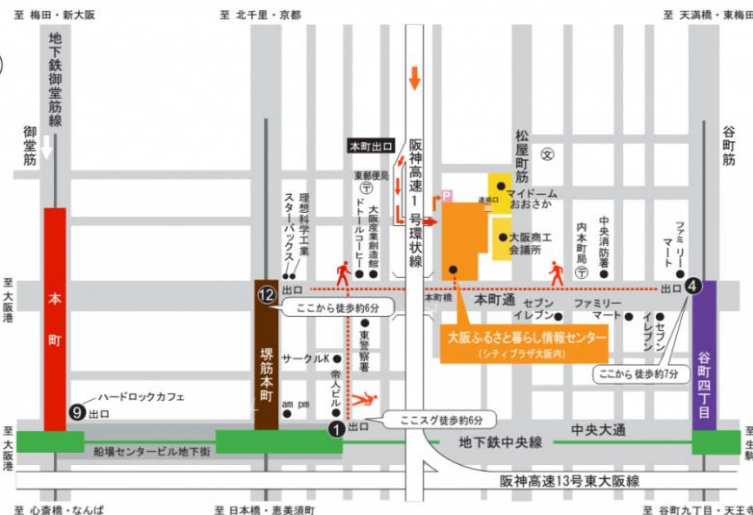 至 梅田・新大阪
至 北千里・京都
至 天満橋・東梅田
地下鉄御堂筋線
御堂筋
本町出口
阪神高速1号環状線
松屋町筋
文
谷町筋
東郵便局
〒
P
連絡口
マイドーム
おおさか
理想科学工業
スターバックス
大阪産業創造館
ドトールコーヒー
大阪商工
会議所
内本町局
〒
中央消防署
ファミリー
マート
至 大阪港
本町
出口
12
ここから徒歩約6分
本町橋
本町通
セブン
イレブン
ファミリー
マート
セブン
イレブン
出口
4
大阪ふるさと暮らし情報センター
(シティプラザ大阪内)
ここから 徒歩約7分
堺筋本町
東警察署
サークルK
帝人ビル
am pm
谷町四丁目
ハードロックカフェ
9
出口
1
出口
ここスグ徒歩約6分
中央大通
至 大阪港
船場センタービル地下街
地下鉄中央線
至 生駒
阪神高速13号東大阪線
至 心斎橋・なんば
至 日本橋・恵美須町
至 谷町九丁目・天王寺